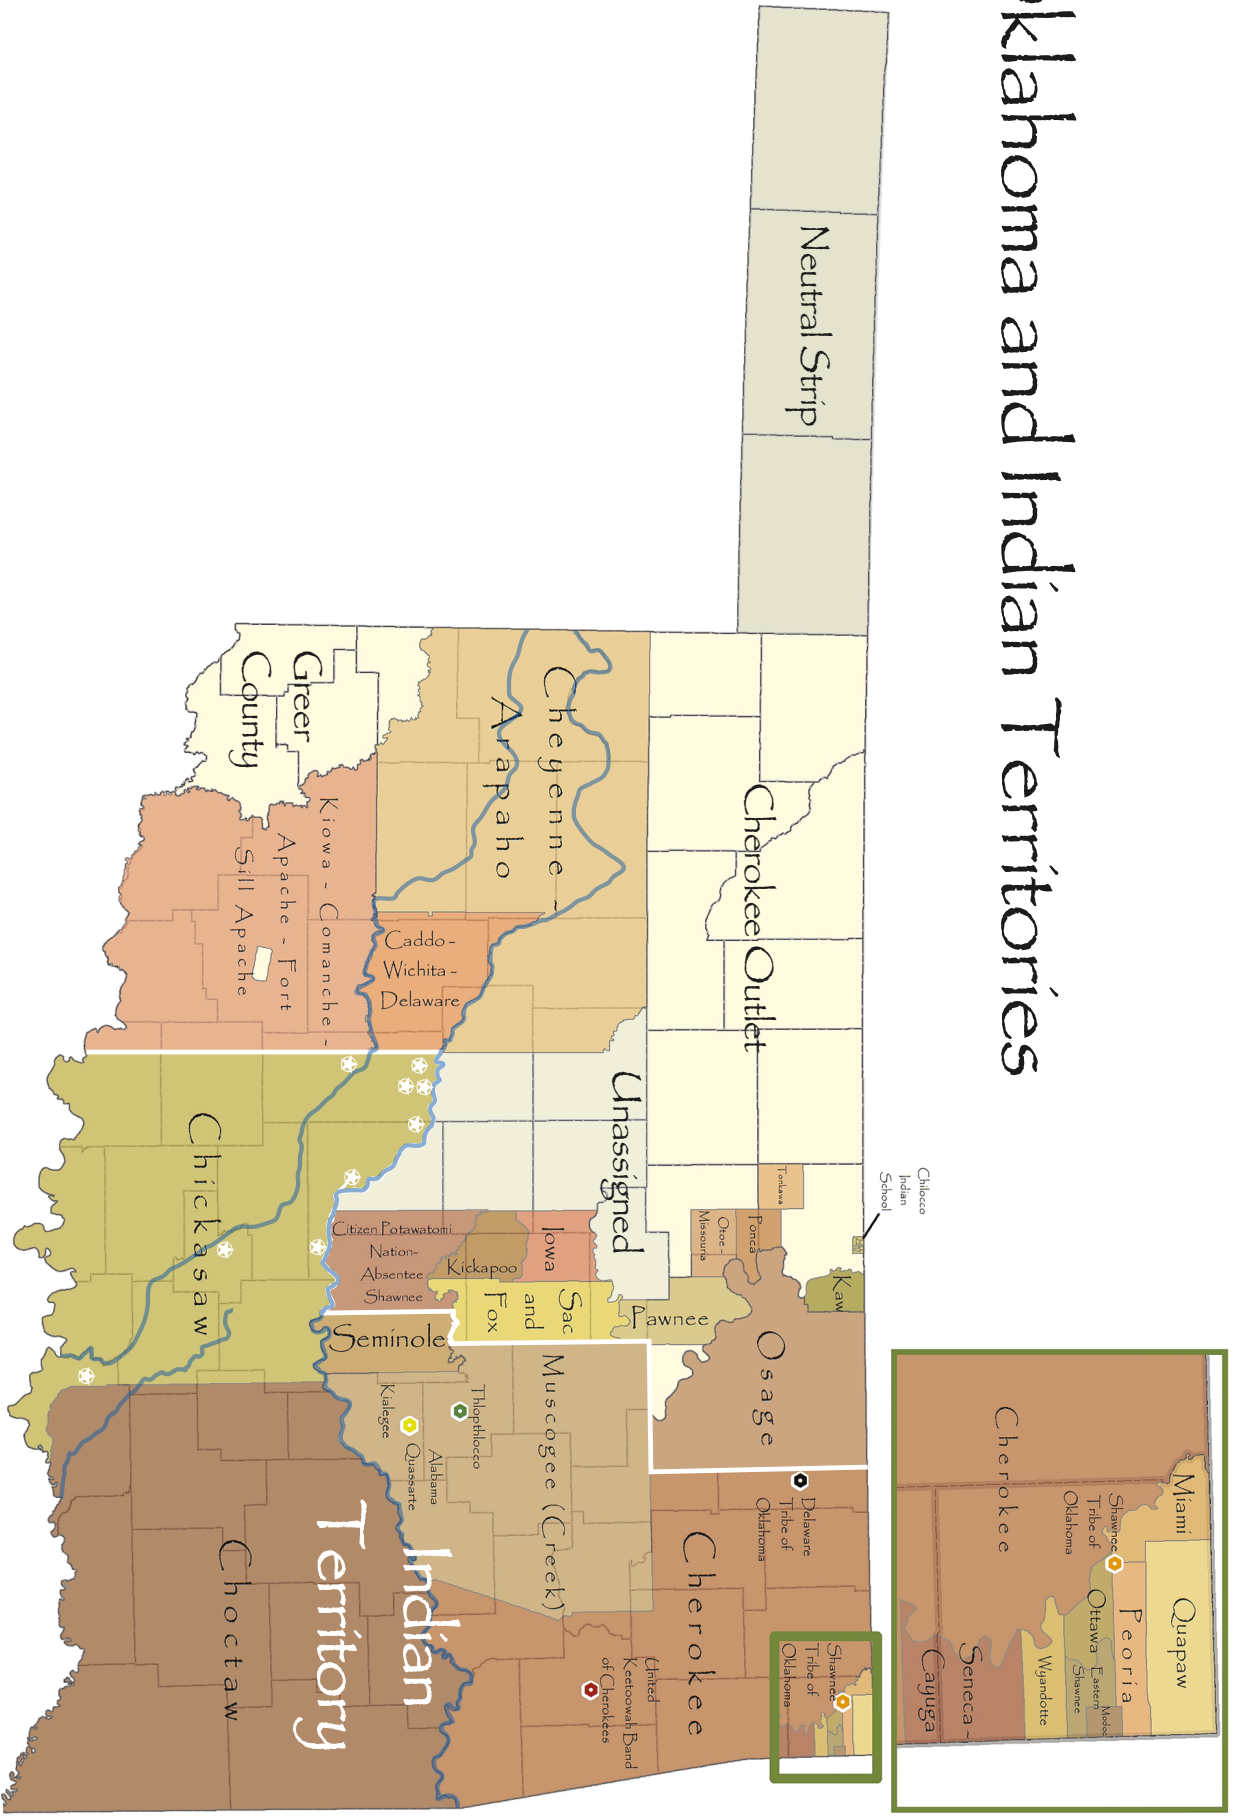 klahoma and Indian Territories
Neutral Strip
Cherokee Outlet
Chilocco
Indian
School
Tonkawa
Ponca
Otoe-
Missouria
Kaw
Osage
Pawnee
Unassigned
Cheyenne -
Arapaho
Caddo-
Wichita-
Delaware
Greer
County
Kiowa - Comanche -
Apache - Fort
Sill Apache
Iowa
Kickapoo
Sac
and
Fox
Citizen Potawatomi
Nation-
Absentee
Shawnee
Seminole
Muscogee (Creek)
Thlopthlocco
Alabama
Quassarte
Kialegee
Chickasaw
Choctaw
Indian
Territory
Cherokee
Delaware
Tribe of
Oklahoma
United
Keetoowah Band
of Cherokees
Shawnee
Tribe of
Oklahoma
Miami
Quapaw
Peoria
Shawnee
Tribe of
Oklahoma
Ottawa
Modoc
Eastern
Shawnee
Wyandotte
Cherokee
Seneca-
Cayuga